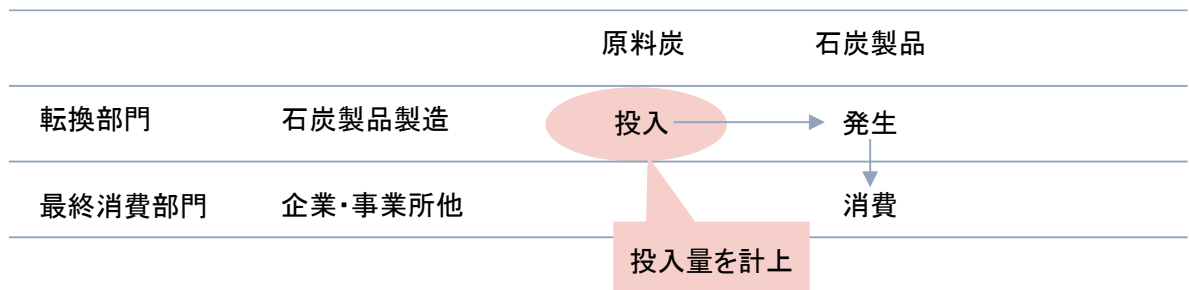 原料炭 石炭製品
転換部門 石炭製品製造 投入 発生
最終消費部門 企業・事業所他 消費
投入量を計上